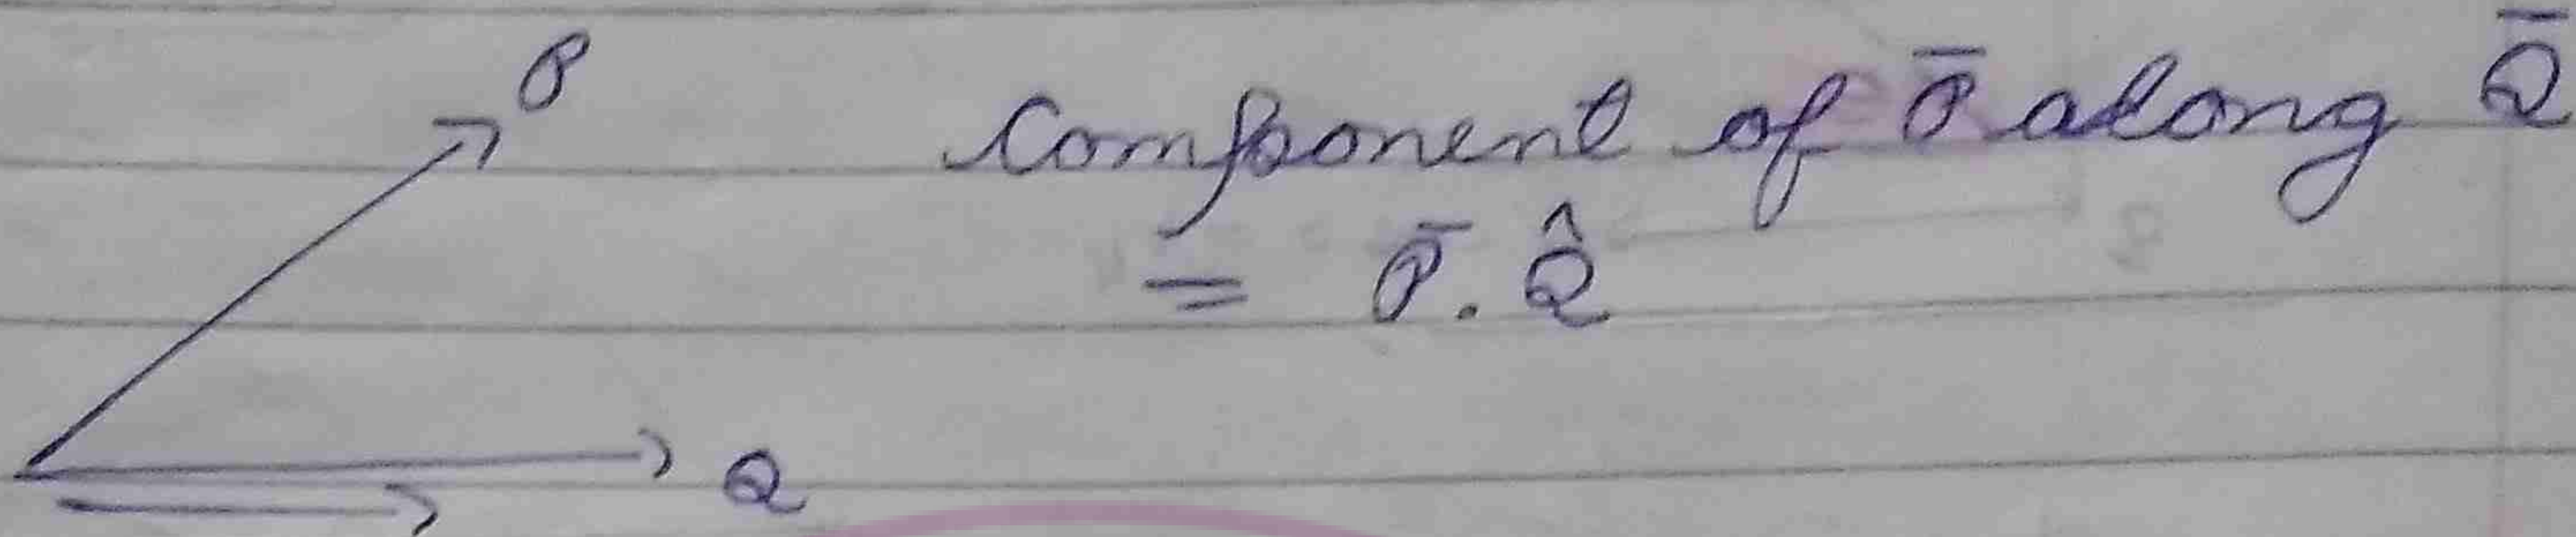 P
Component of P̄ along Q̄
= P̄ . Q̂
Q